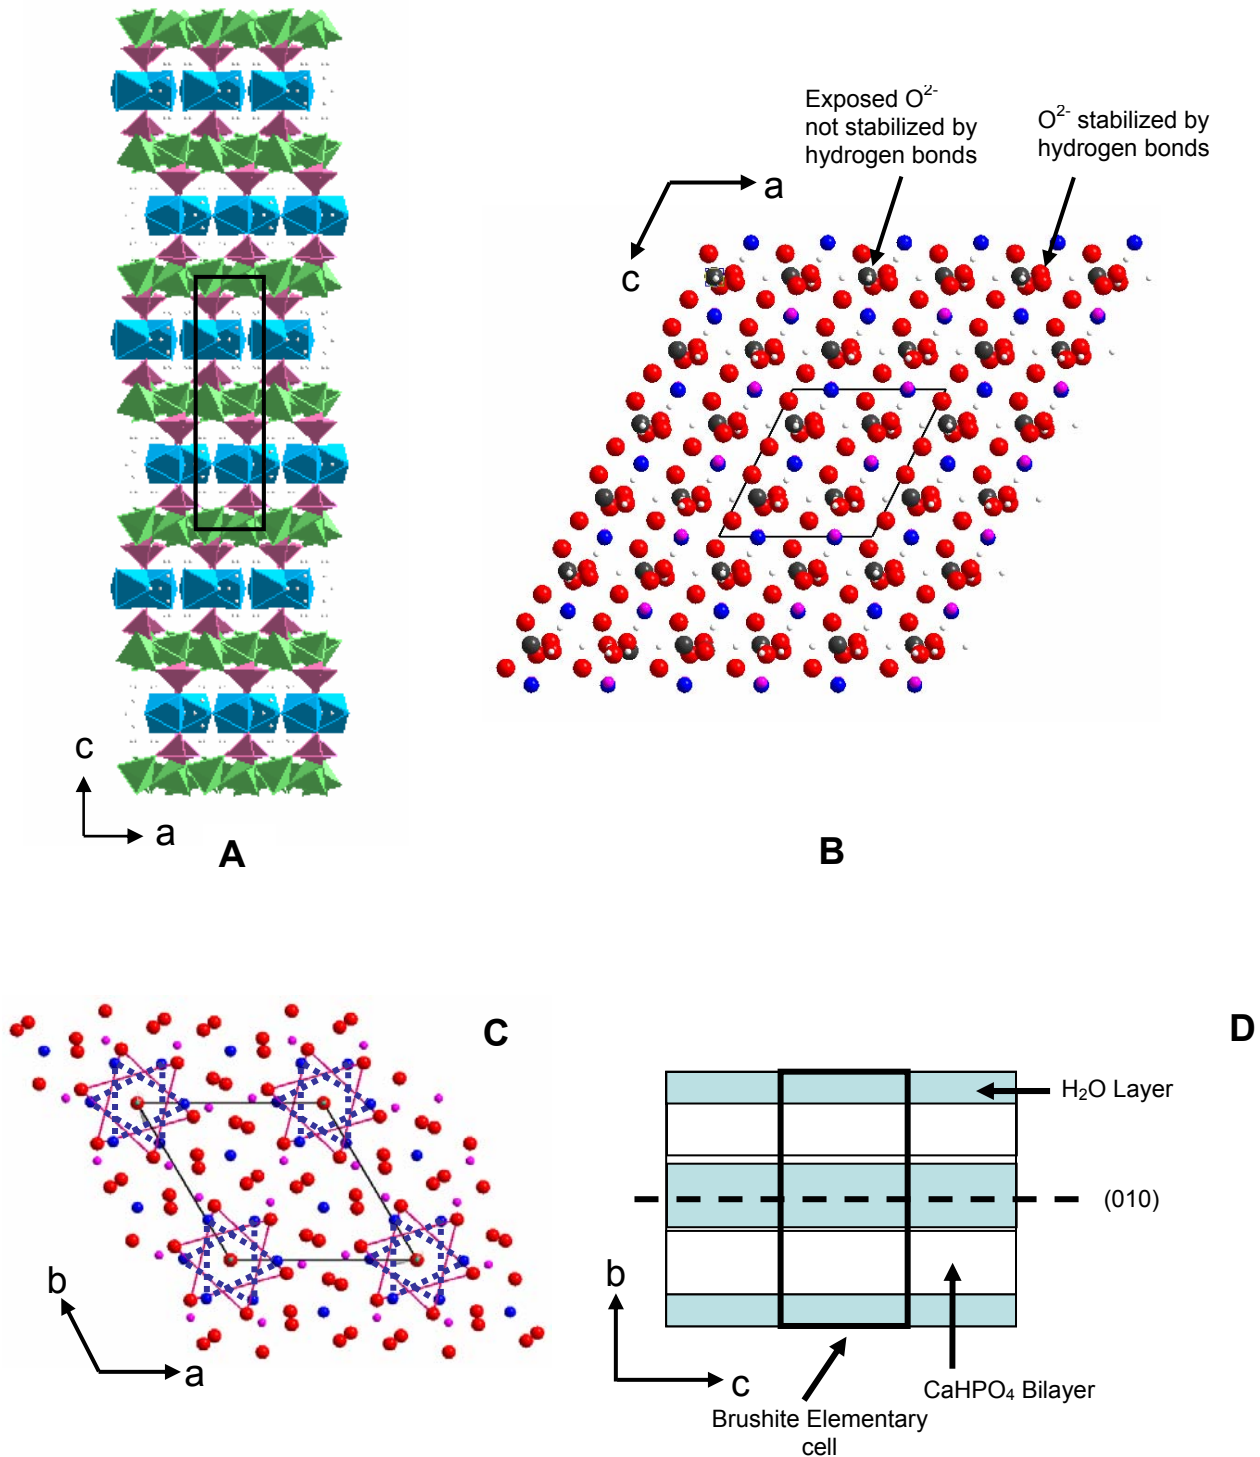 Exposed O²⁻
not stabilized by
hydrogen bonds
O²⁻ stabilized by
hydrogen bonds
a
c
c
a
A
B
C
D
H₂O Layer
(010)
b
c
CaHPO₄ Bilayer
Brushite Elementary
cell
b
a